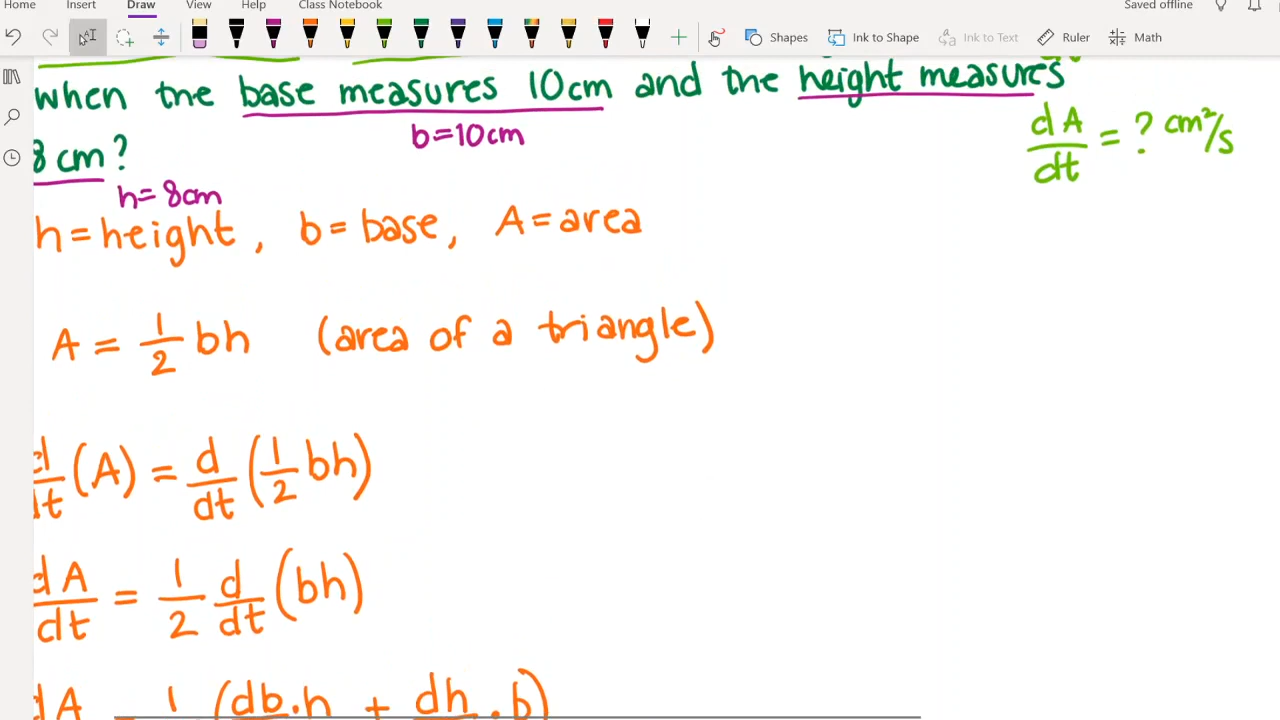 Home Insert Draw View Help Class Notebook Saved offline
Shapes Ink to Shape Ink to Text Ruler Math
when the base measures 10cm and the height measures
b=10cm
8 cm?
h= 8cm
dA/dt = ? cm²/s
h = height, b = base, A = area
A = 1/2 bh (area of a triangle)
d/dt (A) = d/dt (1/2 bh)
dA/dt = 1/2 d/dt (bh)
dA = 1 (db · h + dh · b)